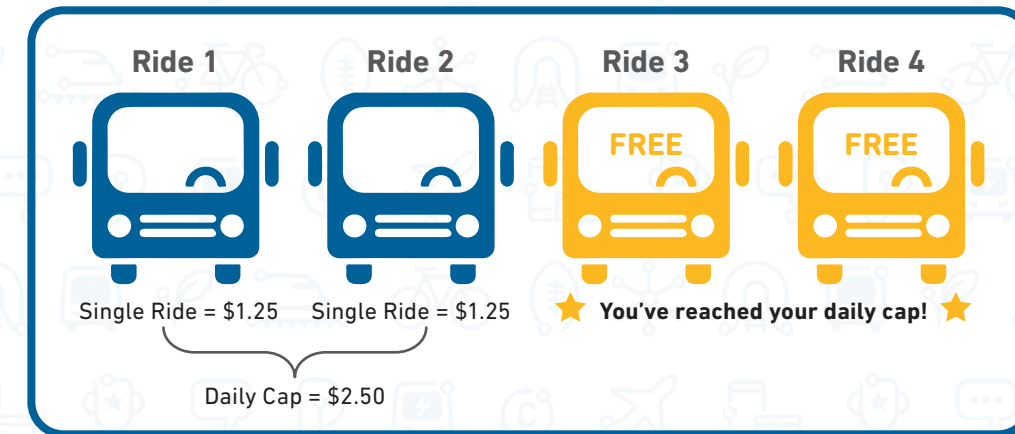 Ride 1
Ride 2
Ride 3
Ride 4
FREE
FREE
Single Ride = $1.25
Single Ride = $1.25
You've reached your daily cap!
Daily Cap = $2.50